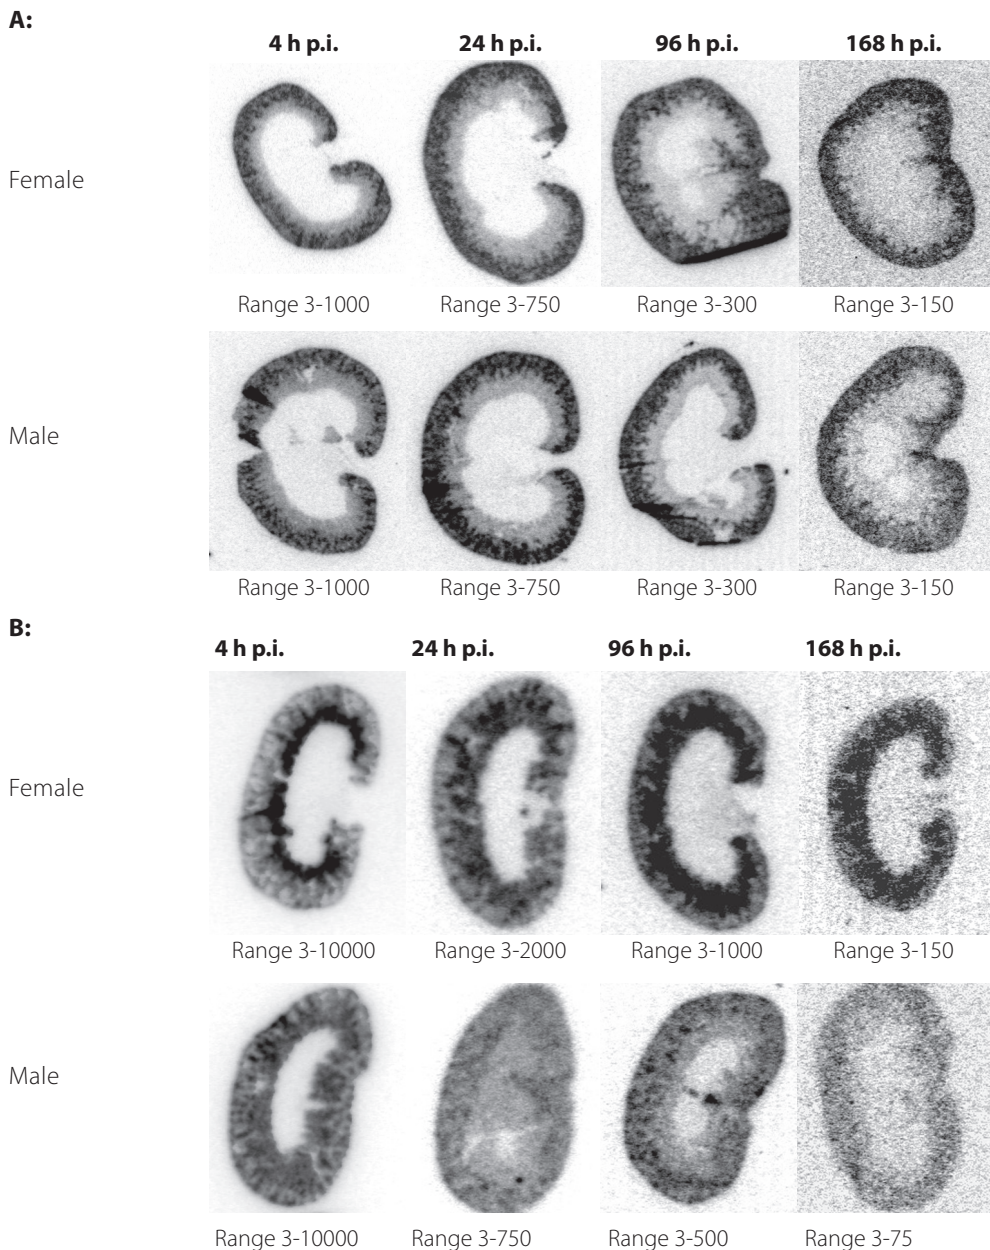 A:
4 h p.i. 24 h p.i. 96 h p.i. 168 h p.i.
Female
Range 3-1000 Range 3-750 Range 3-300 Range 3-150
Male
Range 3-1000 Range 3-750 Range 3-300 Range 3-150
B:
4 h p.i. 24 h p.i. 96 h p.i. 168 h p.i.
Female
Range 3-10000 Range 3-2000 Range 3-1000 Range 3-150
Male
Range 3-10000 Range 3-750 Range 3-500 Range 3-75